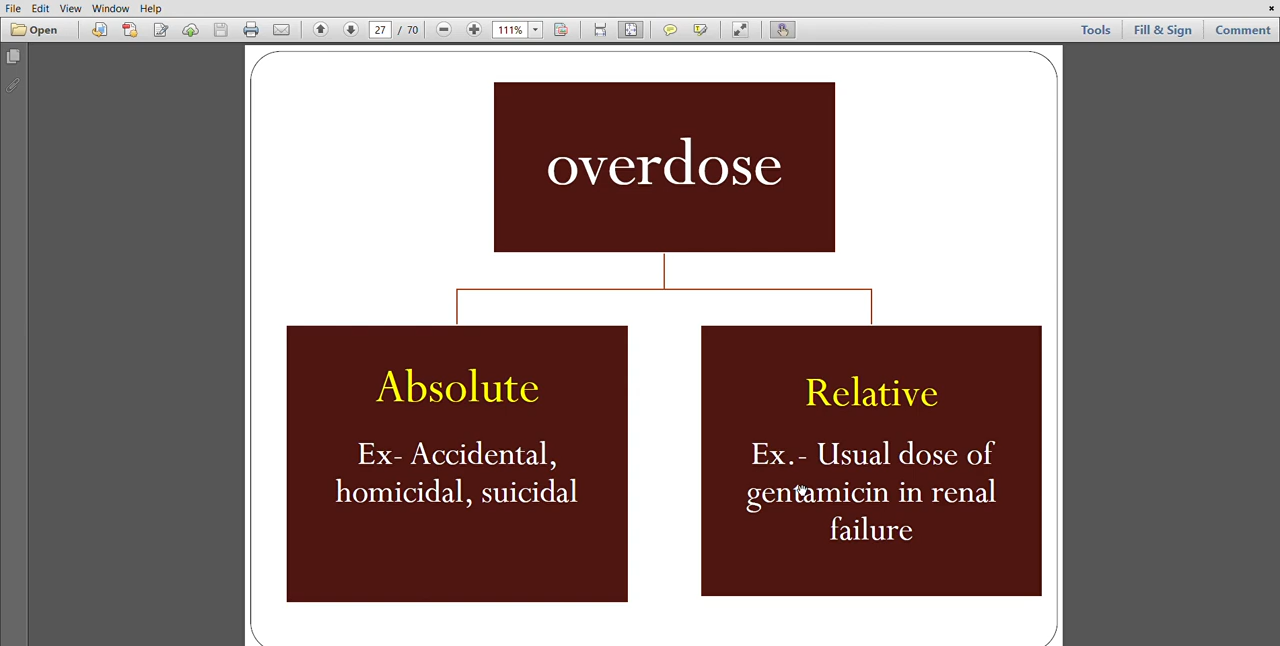 File Edit View Window Help
Open 27 / 70 111% Tools Fill & Sign Comment
overdose
Absolute
Ex- Accidental,
homicidal, suicidal
Relative
Ex.- Usual dose of
gentamicin in renal
failure